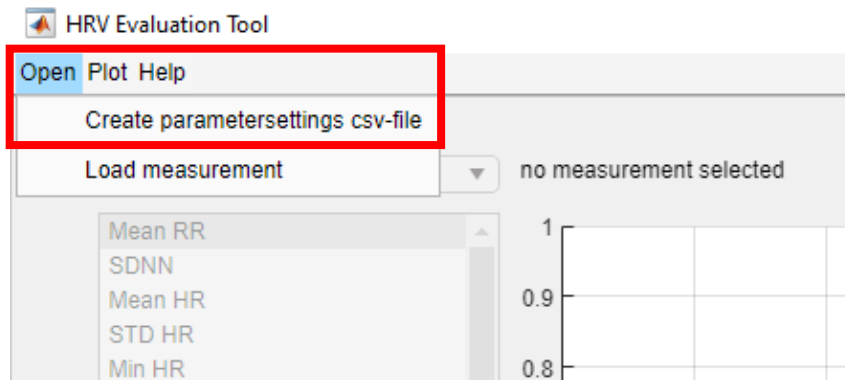 HRV Evaluation Tool
Open Plot Help
Create parametersettings csv-file
Load measurement
no measurement selected
Mean RR
SDNN
Mean HR
STD HR
Min HR
1
0.9
0.8